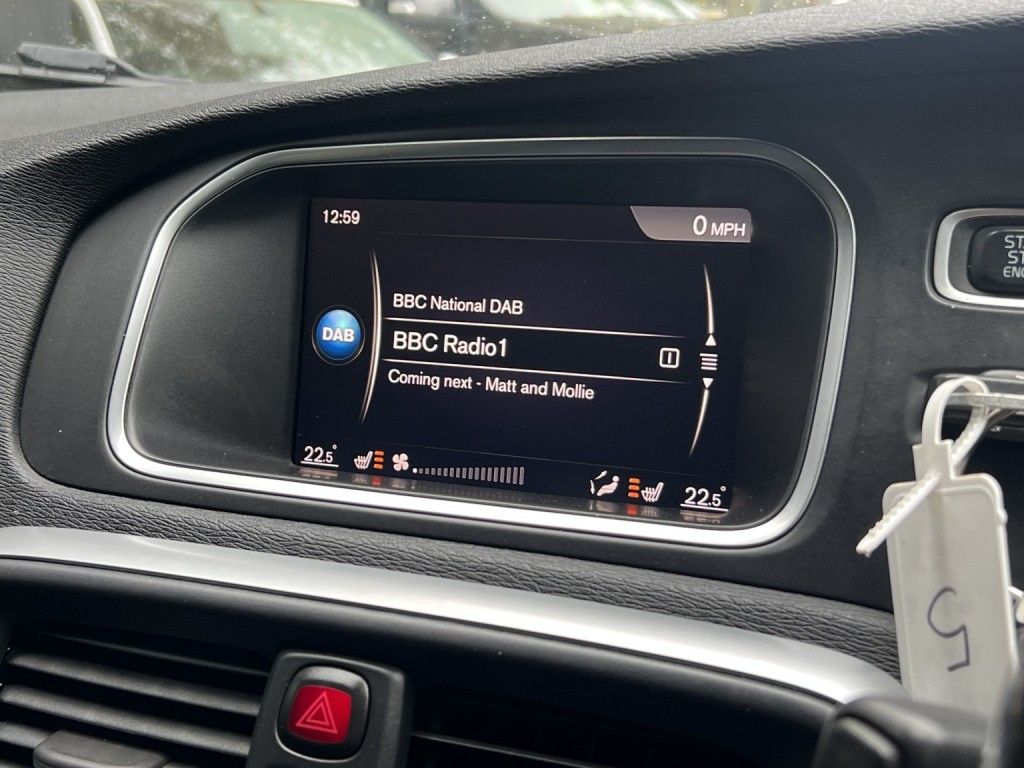 12:59
0 MPH
BBC National DAB
DAB
BBC Radio1
Coming next - Matt and Mollie
22.5°
22.5°
5